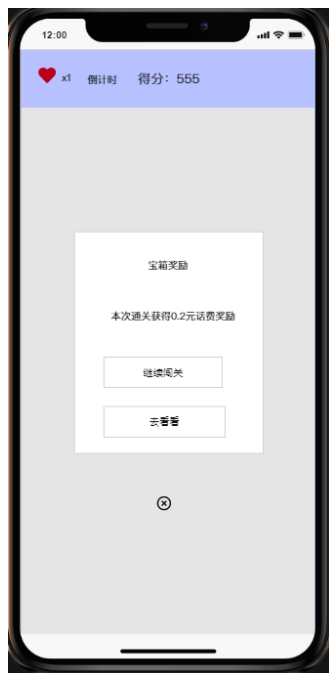 12:00
x1 倒计时 得分：555
宝箱奖励
本次通关获得0.2元话费奖励
继续闯关
去看看